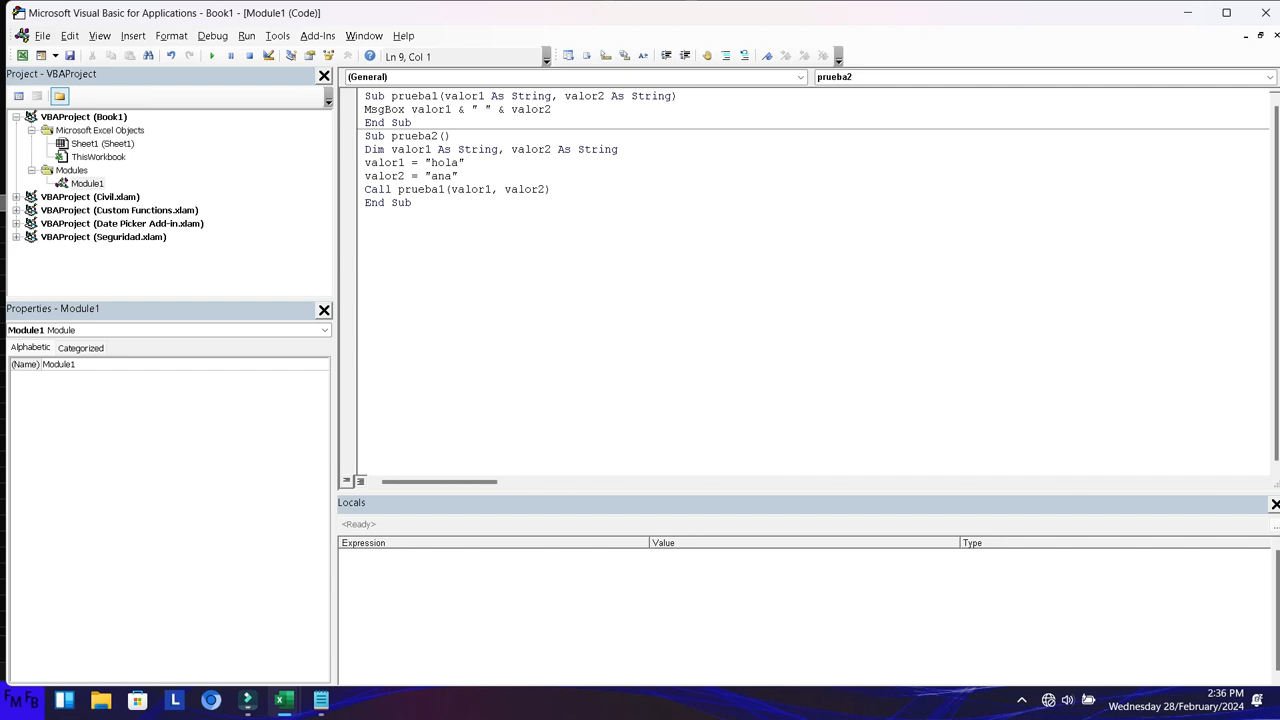 Microsoft Visual Basic for Applications - Book1 - [Module1 (Code)]
File Edit View Insert Format Debug Run Tools Add-Ins Window Help
Ln 9, Col 1
Project - VBAProject
(General)
prueba2
VBAProject (Book1)
Microsoft Excel Objects
Sheet1 (Sheet1)
ThisWorkbook
Modules
Module1
VBAProject (Civil.xlam)
VBAProject (Custom Functions.xlam)
VBAProject (Date Picker Add-in.xlam)
VBAProject (Seguridad.xlam)
Sub prueba1(valor1 As String, valor2 As String)
MsgBox valor1 & " " & valor2
End Sub
Sub prueba2()
Dim valor1 As String, valor2 As String
valor1 = "hola"
valor2 = "ana"
Call prueba1(valor1, valor2)
End Sub
Properties - Module1
Module1 Module
Alphabetic Categorized
(Name) Module1
Locals
<Ready>
Expression Value Type
FM FB
L
2:36 PM
Wednesday 28/February/2024